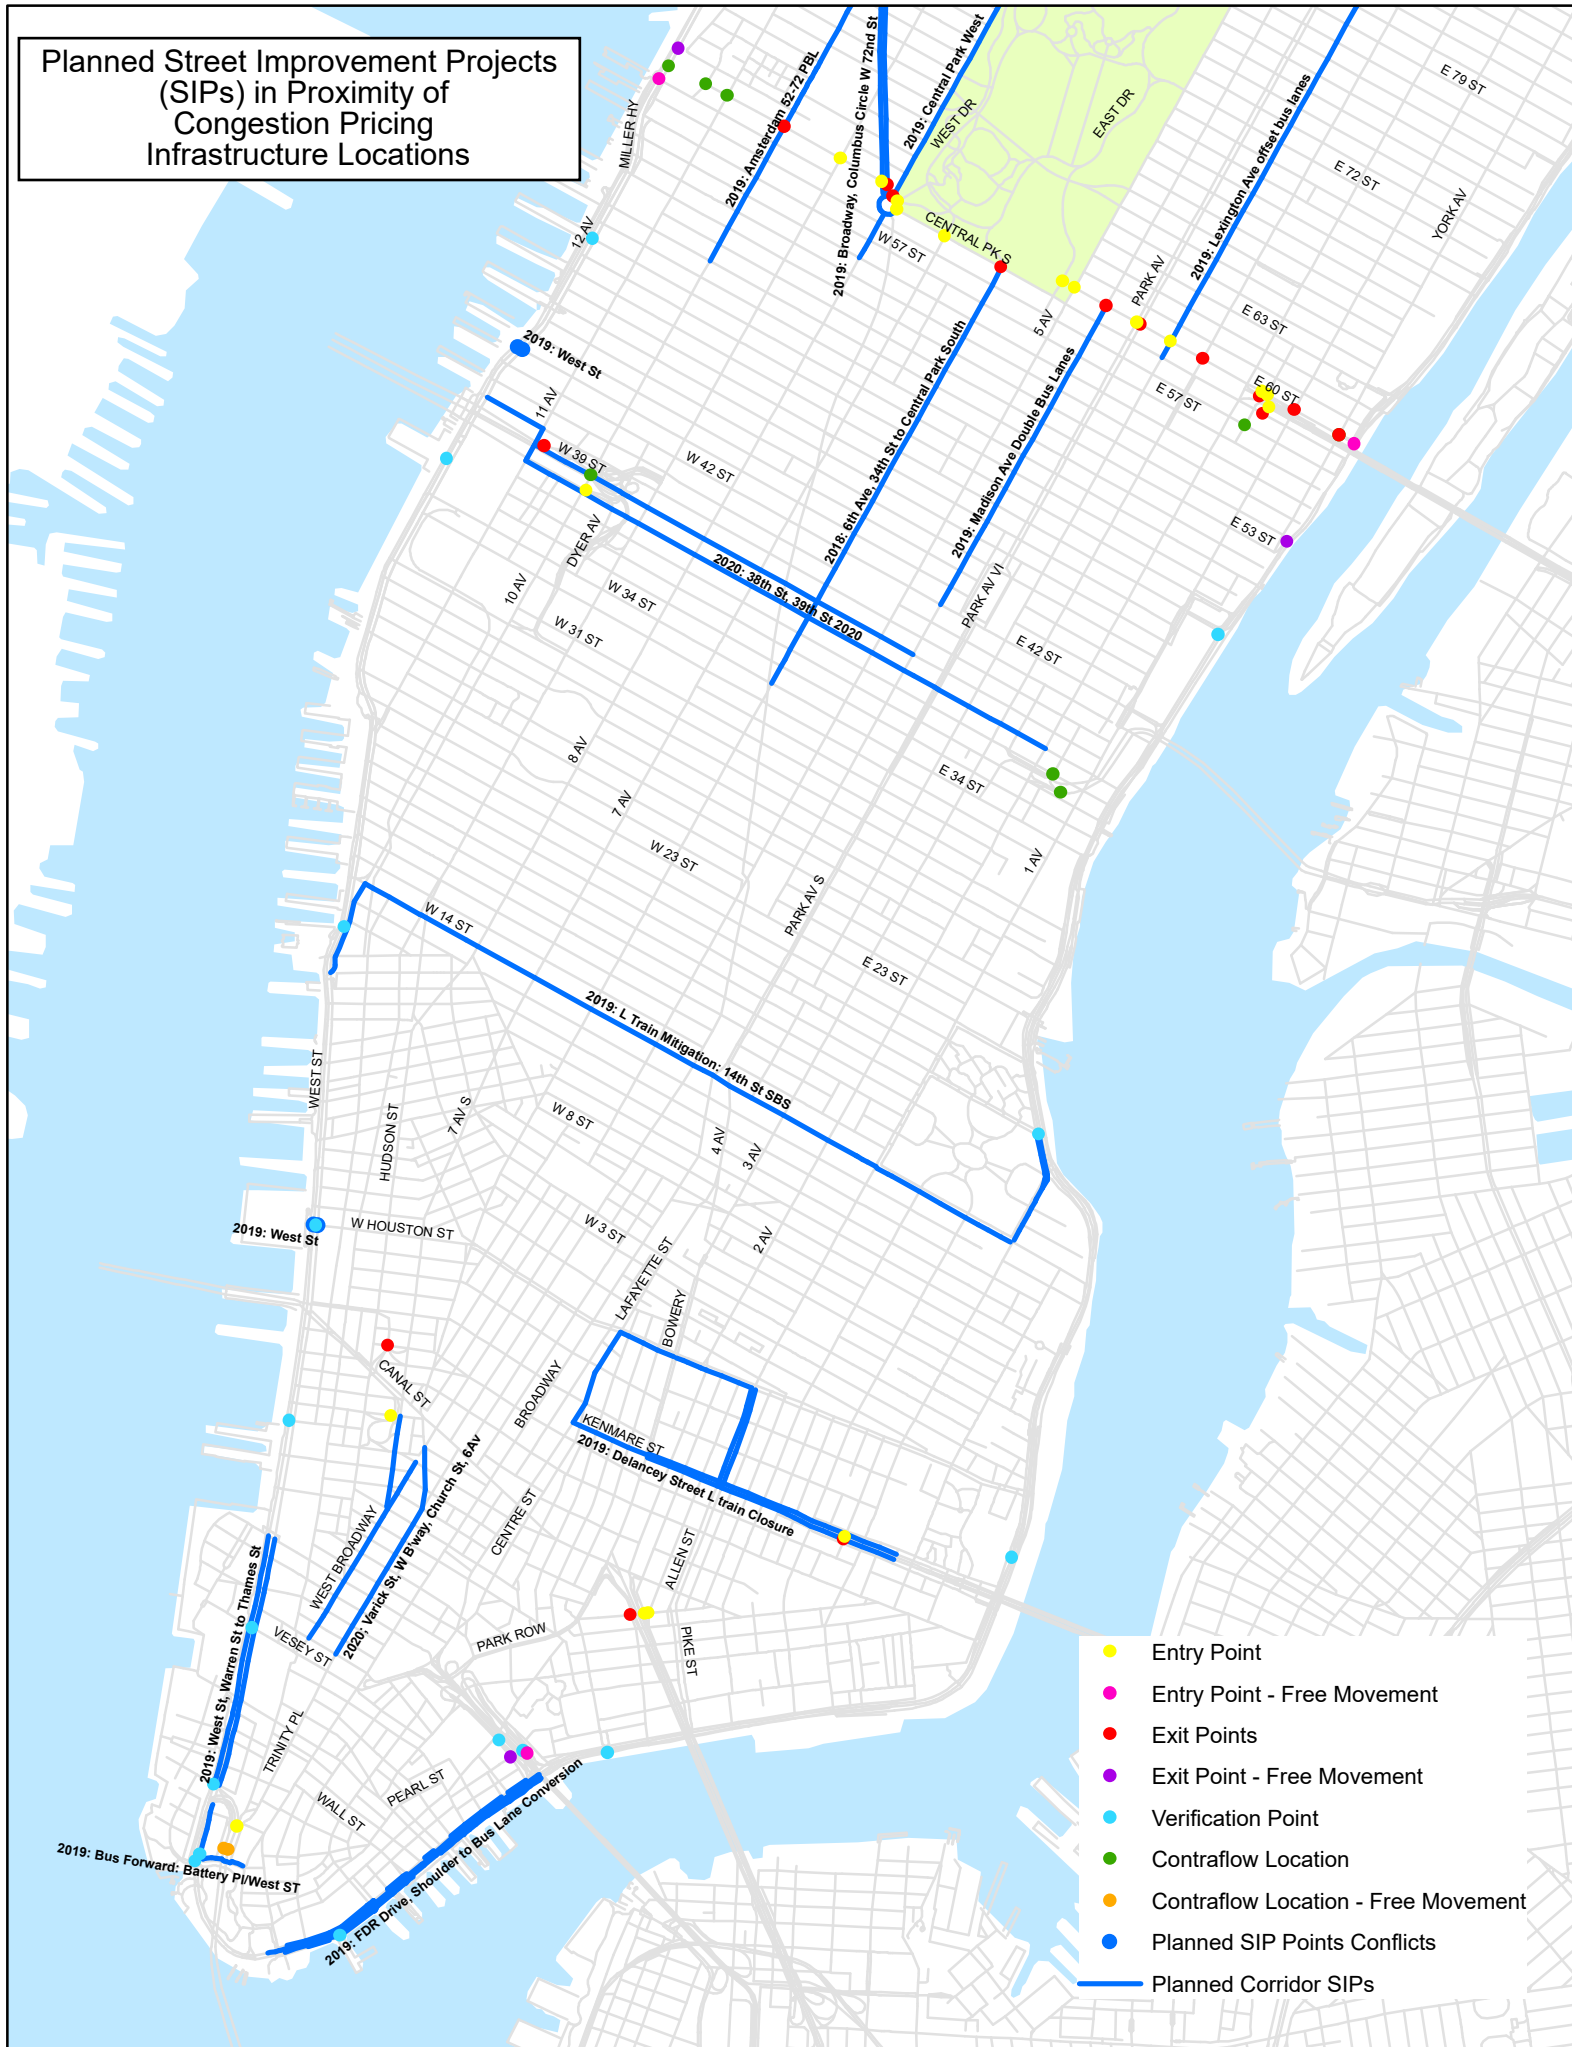 Planned Street Improvement Projects
(SIPs) in Proximity of
Congestion Pricing
Infrastructure Locations
MILLER HY
12 AV
2019: Amsterdam 52-72 PBL
2019: Broadway, Columbus Circle W 72nd St
2019: Central Park West
WEST DR
EAST DR
E 79 ST
E 72 ST
YORK AV
2019: Lexington Ave offset bus lanes
CENTRAL PK S
W 57 ST
PARK AV
5 AV
E 63 ST
E 60 ST
E 57 ST
2019: West St
11 AV
W 39 ST
W 42 ST
2018: 6th Ave, 34th St to Central Park South
2019: Madison Ave Double Bus Lanes
E 53 ST
DYER AV
10 AV
W 34 ST
W 31 ST
2020: 38th St, 39th St 2020
PARK AV VI
E 42 ST
8 AV
7 AV
E 34 ST
W 23 ST
PARK AV S
1 AV
W 14 ST
E 23 ST
2019: L Train Mitigation: 14th St SBS
WEST ST
HUDSON ST
7 AV S
W 8 ST
4 AV
3 AV
2019: West St
W HOUSTON ST
W 3 ST
2 AV
LAFAYETTE ST
BOWERY
CANAL ST
BROADWAY
KENMARE ST
2019: Delancey Street L train Closure
2020; Varick St, W B'way, Church St, 6Av
CENTRE ST
WEST BROADWAY
ALLEN ST
2019: West St, Warren St to Thames St
VESEY ST
PARK ROW
PIKE ST
TRINITY PL
PEARL ST
WALL ST
2019: Bus Forward: Battery Pl/West ST
2019: FDR Drive, Shoulder to Bus Lane Conversion
Entry Point
Entry Point - Free Movement
Exit Points
Exit Point - Free Movement
Verification Point
Contraflow Location
Contraflow Location - Free Movement
Planned SIP Points Conflicts
Planned Corridor SIPs